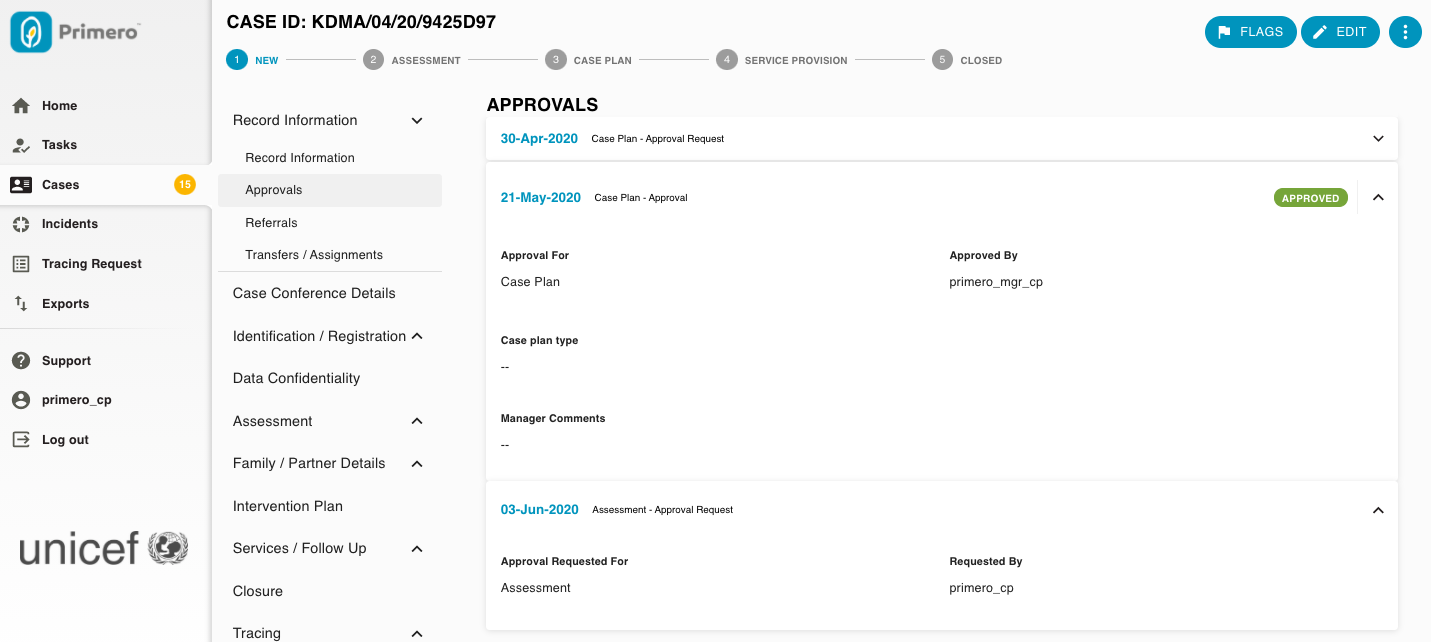 Primero™
Home
Tasks
Cases 15
Incidents
Tracing Request
Exports
Support
primero_cp
Log out
unicef
CASE ID: KDMA/04/20/9425D97
FLAGS EDIT
1 NEW 2 ASSESSMENT 3 CASE PLAN 4 SERVICE PROVISION 5 CLOSED
Record Information
Record Information
Approvals
Referrals
Transfers / Assignments
Case Conference Details
Identification / Registration
Data Confidentiality
Assessment
Family / Partner Details
Intervention Plan
Services / Follow Up
Closure
Tracing
APPROVALS
30-Apr-2020 Case Plan - Approval Request
21-May-2020 Case Plan - Approval APPROVED
Approval For Approved By
Case Plan primero_mgr_cp
Case plan type
--
Manager Comments
--
03-Jun-2020 Assessment - Approval Request
Approval Requested For Requested By
Assessment primero_cp